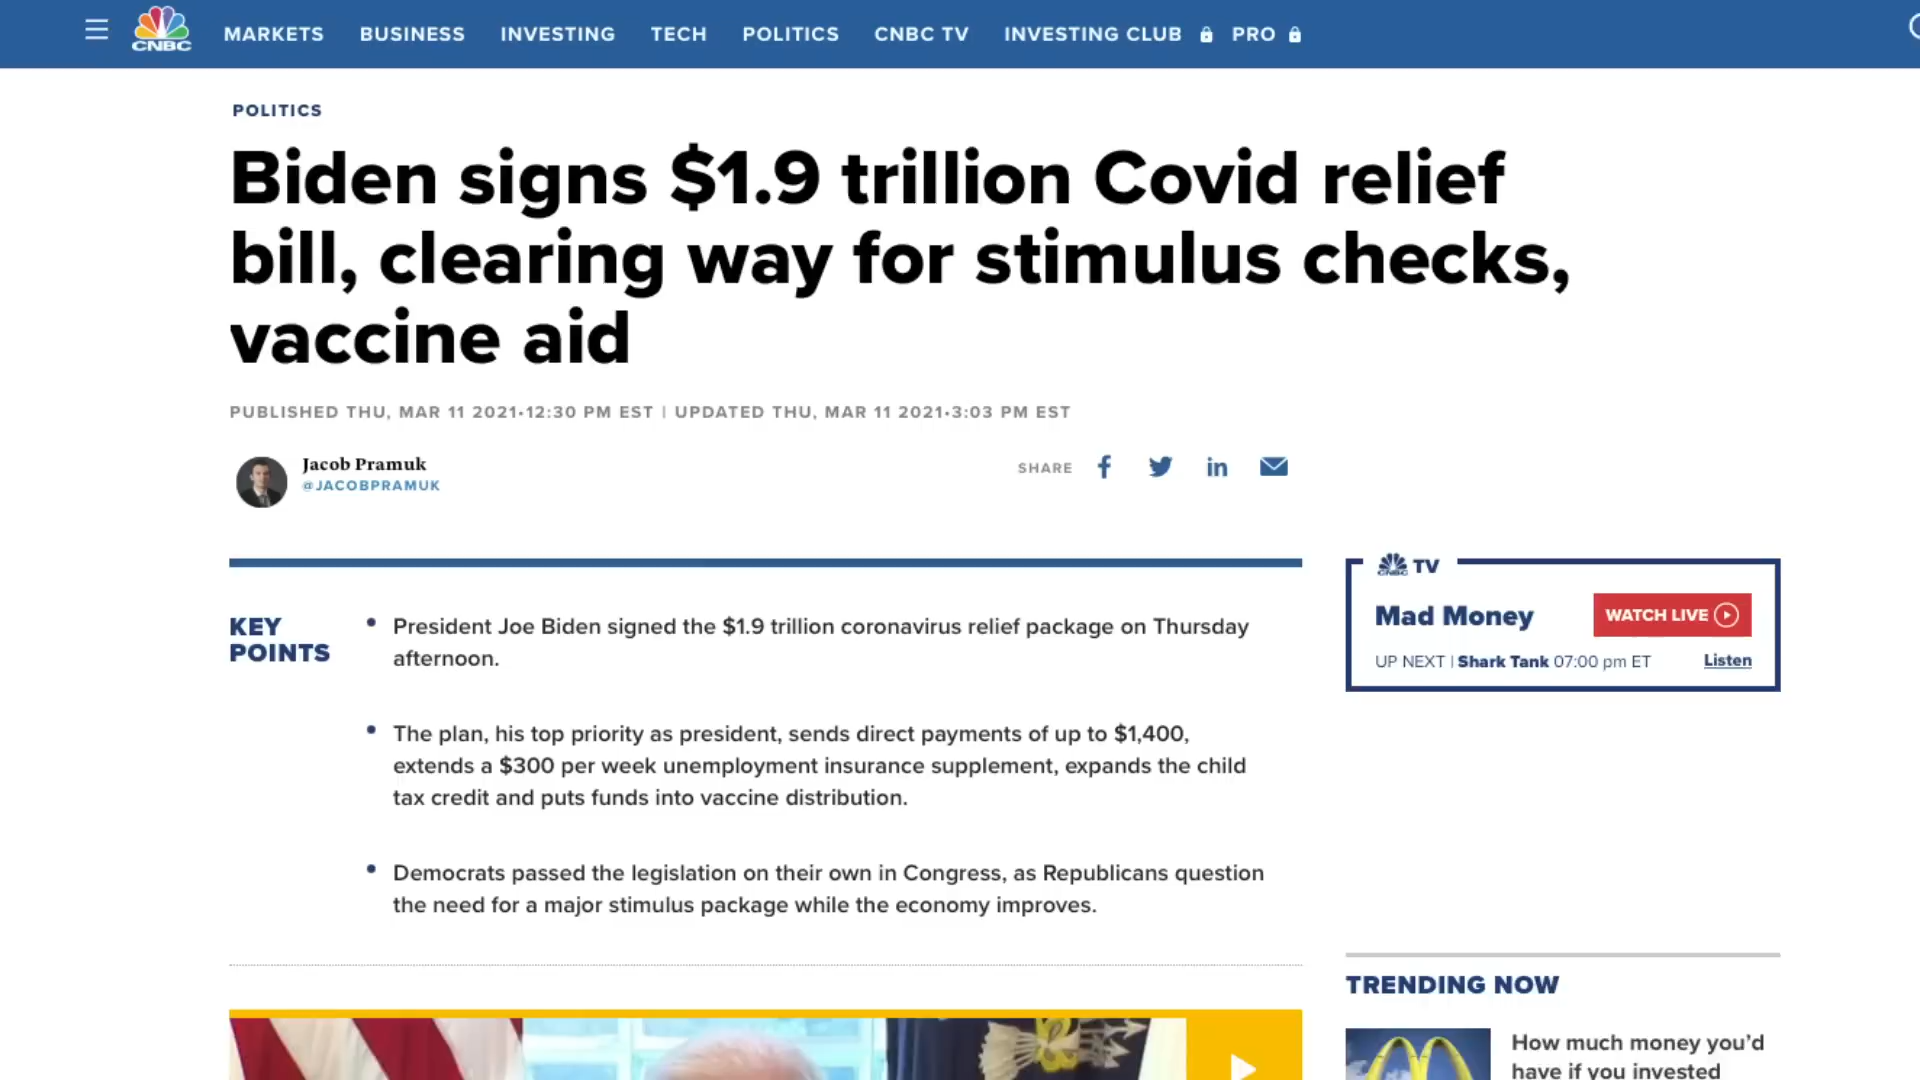 CNBC
MARKETS BUSINESS INVESTING TECH POLITICS CNBC TV INVESTING CLUB PRO
POLITICS
Biden signs $1.9 trillion Covid relief
bill, clearing way for stimulus checks,
vaccine aid
PUBLISHED THU, MAR 11 2021•12:30 PM EST | UPDATED THU, MAR 11 2021•3:03 PM EST
Jacob Pramuk
@JACOBPRAMUK
SHARE
KEY
POINTS
President Joe Biden signed the $1.9 trillion coronavirus relief package on Thursday
afternoon.
The plan, his top priority as president, sends direct payments of up to $1,400,
extends a $300 per week unemployment insurance supplement, expands the child
tax credit and puts funds into vaccine distribution.
Democrats passed the legislation on their own in Congress, as Republicans question
the need for a major stimulus package while the economy improves.
CNBC TV
Mad Money
WATCH LIVE
UP NEXT | Shark Tank 07:00 pm ET
Listen
TRENDING NOW
How much money you'd
have if you invested